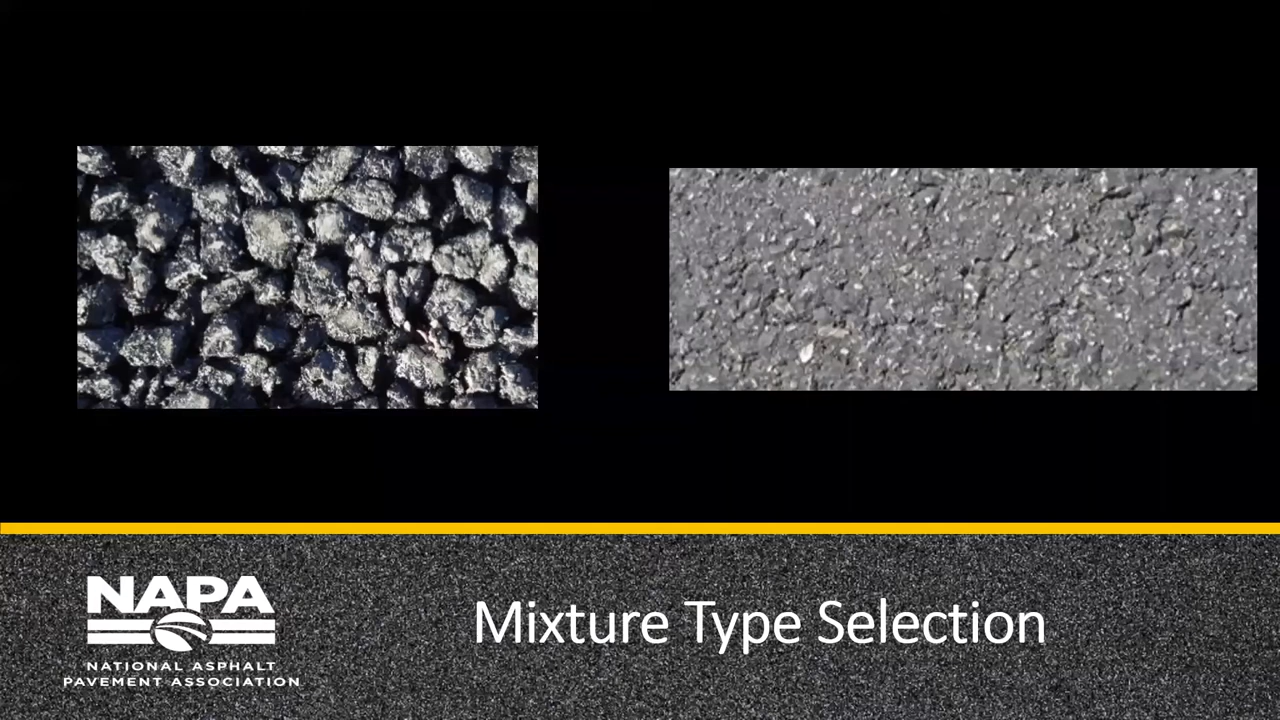 NAPA
NATIONAL ASPHALT
PAVEMENT ASSOCIATION
Mixture Type Selection